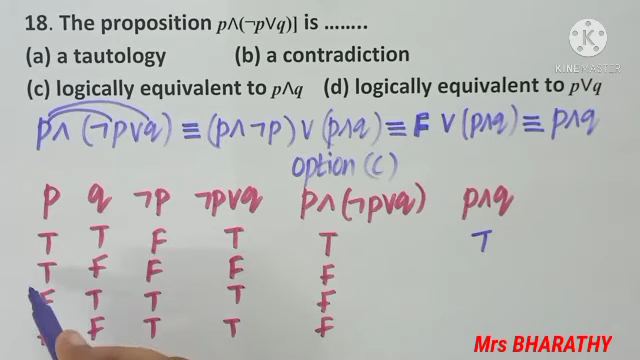 18. The proposition p∧(¬p∨q)] is ........
(a) a tautology (b) a contradiction
(c) logically equivalent to p∧q (d) logically equivalent to p∨q
p∧(¬p∨q) ≡ (p∧¬p)∨(p∧q) ≡ F∨(p∧q) ≡ p∧q
option (c)
p q ¬p ¬p∨q p∧(¬p∨q) p∧q
T T F T T T
T F F F F
F T T T F
F T T F
KINEMASTER
Mrs BHARATHY